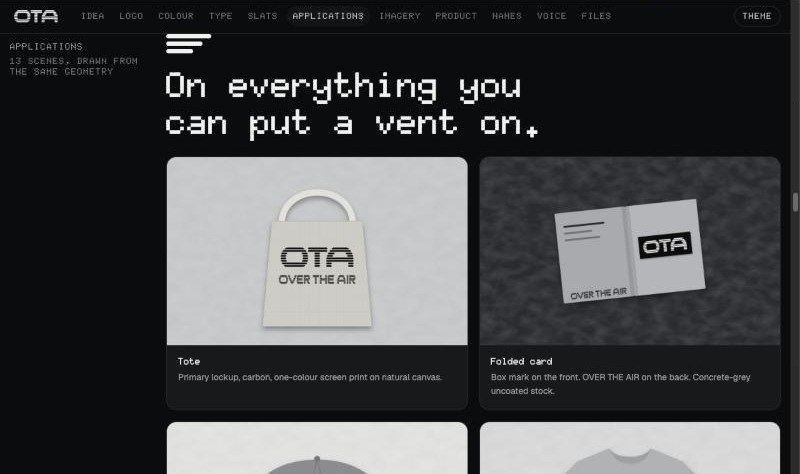 OTA
IDEA LOGO COLOUR TYPE SLATS APPLICATIONS IMAGERY PRODUCT NAMES VOICE FILES
THEME
APPLICATIONS
13 SCENES, DRAWN FROM
THE SAME GEOMETRY
On everything you
can put a vent on.
OTA
OVER THE AIR
OTA
OVER THE AIR
Tote
Primary lockup, carbon, one-colour screen print on natural canvas.
Folded card
Box mark on the front. OVER THE AIR on the back. Concrete-grey
uncoated stock.